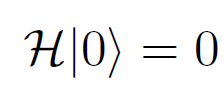 ℋ|0⟩ = 0